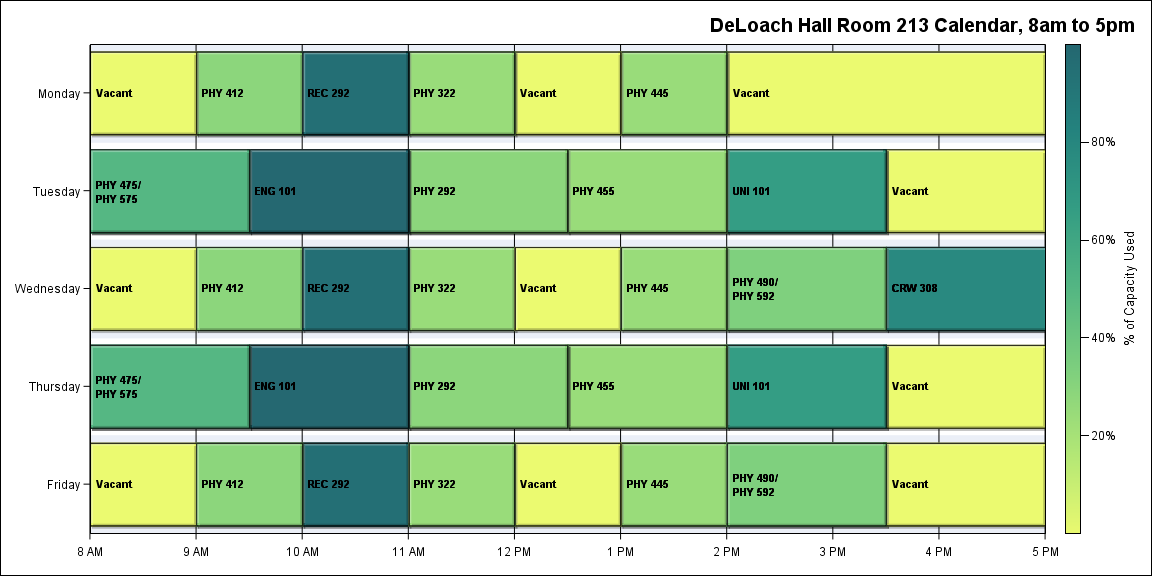 DeLoach Hall Room 213 Calendar, 8am to 5pm
Monday
Vacant
PHY 412
REC 292
PHY 322
Vacant
PHY 445
Vacant
Tuesday
PHY 475/
PHY 575
ENG 101
PHY 292
PHY 455
UNI 101
Vacant
Wednesday
Vacant
PHY 412
REC 292
PHY 322
Vacant
PHY 445
PHY 490/
PHY 592
CRW 308
Thursday
PHY 475/
PHY 575
ENG 101
PHY 292
PHY 455
UNI 101
Vacant
Friday
Vacant
PHY 412
REC 292
PHY 322
Vacant
PHY 445
PHY 490/
PHY 592
Vacant
8 AM
9 AM
10 AM
11 AM
12 PM
1 PM
2 PM
3 PM
4 PM
5 PM
80%
60%
40%
20%
% of Capacity Used